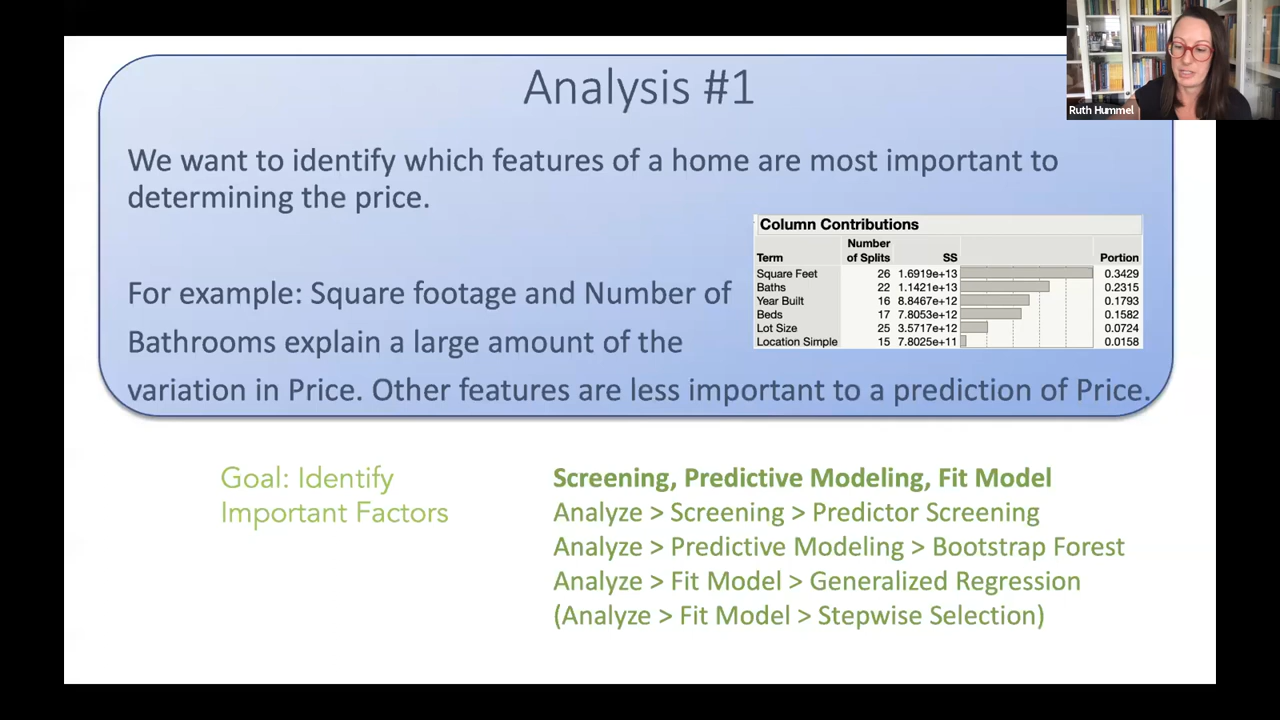 Analysis #1
Ruth Hummel
We want to identify which features of a home are most important to
determining the price.
For example: Square footage and Number of
Bathrooms explain a large amount of the
variation in Price. Other features are less important to a prediction of Price.
Column Contributions
Number
Term of Splits SS Portion
Square Feet 26 1.6919e+13 0.3429
Baths 22 1.1421e+13 0.2315
Year Built 16 8.8467e+12 0.1793
Beds 17 7.8053e+12 0.1582
Lot Size 25 3.5717e+12 0.0724
Location Simple 15 7.8025e+11 0.0158
Goal: Identify
Important Factors
Screening, Predictive Modeling, Fit Model
Analyze > Screening > Predictor Screening
Analyze > Predictive Modeling > Bootstrap Forest
Analyze > Fit Model > Generalized Regression
(Analyze > Fit Model > Stepwise Selection)